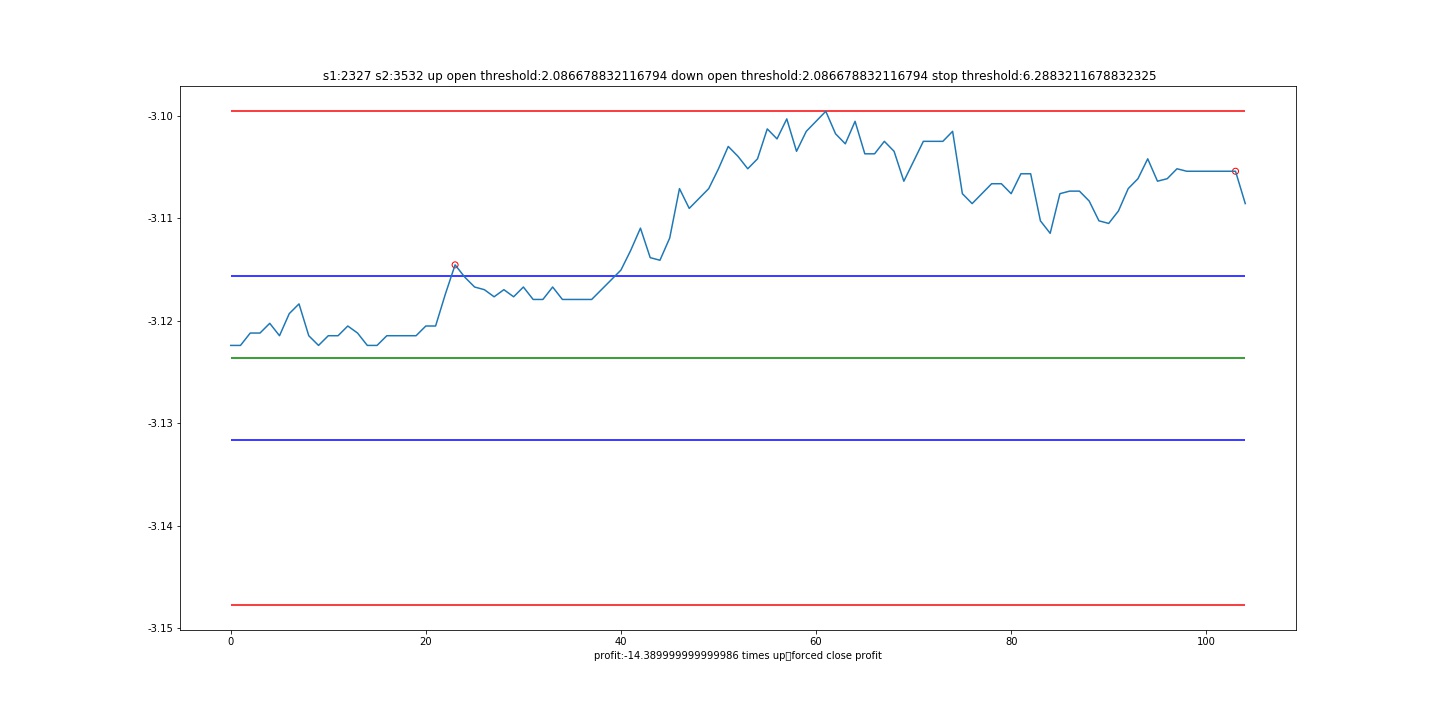 s1:2327 s2:3532 up open threshold:2.086678832116794 down open threshold:2.086678832116794 stop threshold:6.2883211678832325
-3.10
-3.11
-3.12
-3.13
-3.14
-3.15
0 20 40 60 80 100
profit:-14.389999999999986 times up▯forced close profit